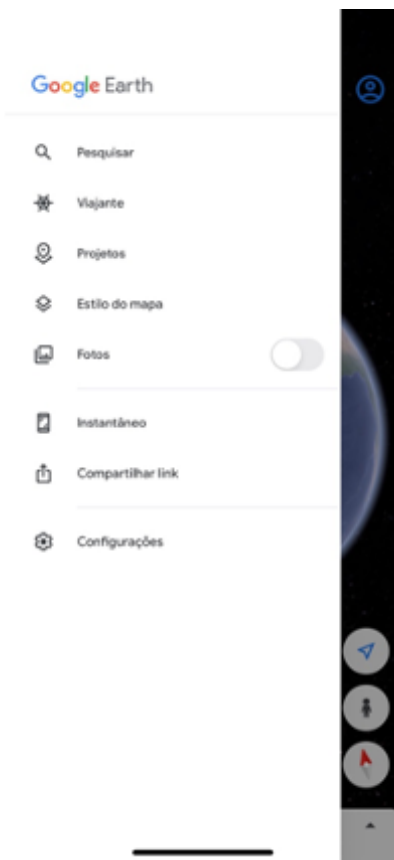 Google Earth
Pesquisar
Viajante
Projetos
Estilo do mapa
Fotos
Instantâneo
Compartilhar link
Configurações